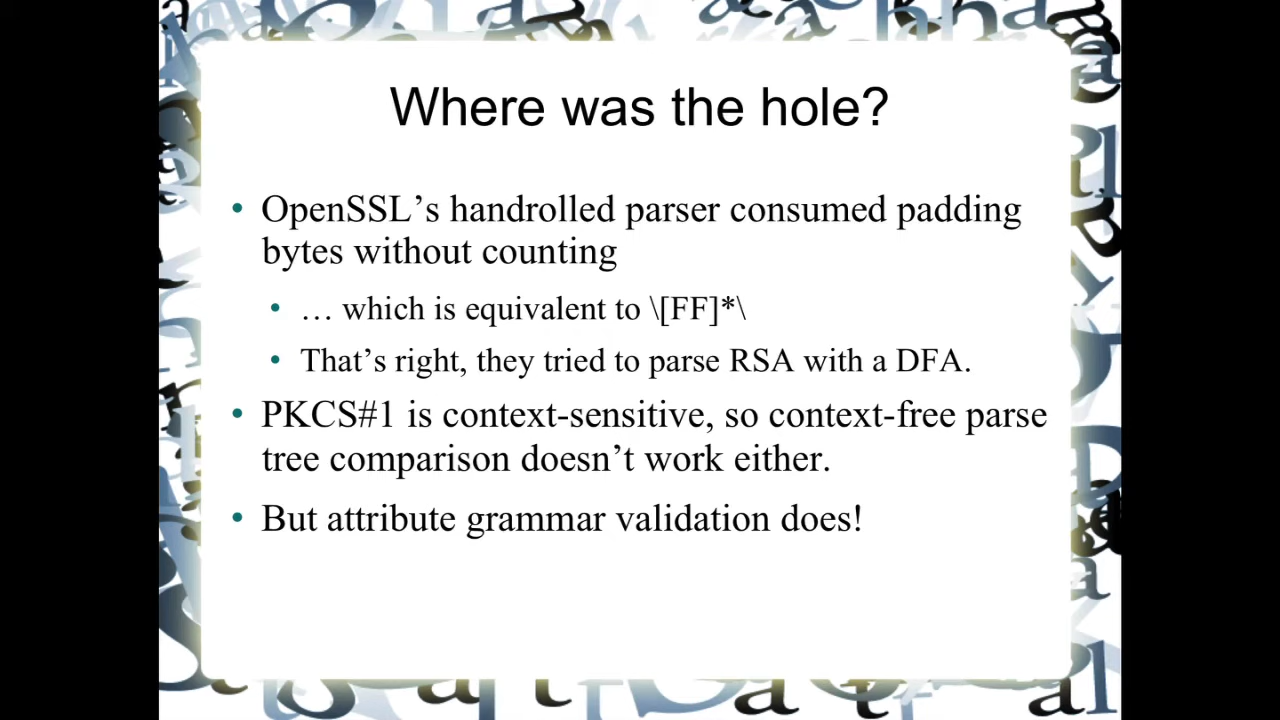 Where was the hole?
• OpenSSL’s handrolled parser consumed padding
bytes without counting
• … which is equivalent to \[FF]*\
• That’s right, they tried to parse RSA with a DFA.
• PKCS#1 is context-sensitive, so context-free parse
tree comparison doesn’t work either.
• But attribute grammar validation does!